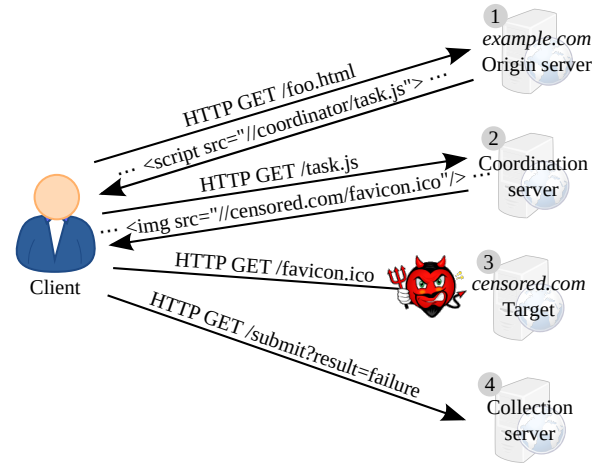 1
example.com
Origin server
HTTP GET /foo.html
... <script src="//coordinator/task.js"> ...
2
Coordination
server
HTTP GET /task.js
... <img src="//censored.com/favicon.ico"/> ...
Client
3
censored.com
Target
HTTP GET /favicon.ico
HTTP GET /submit?result=failure
4
Collection
server